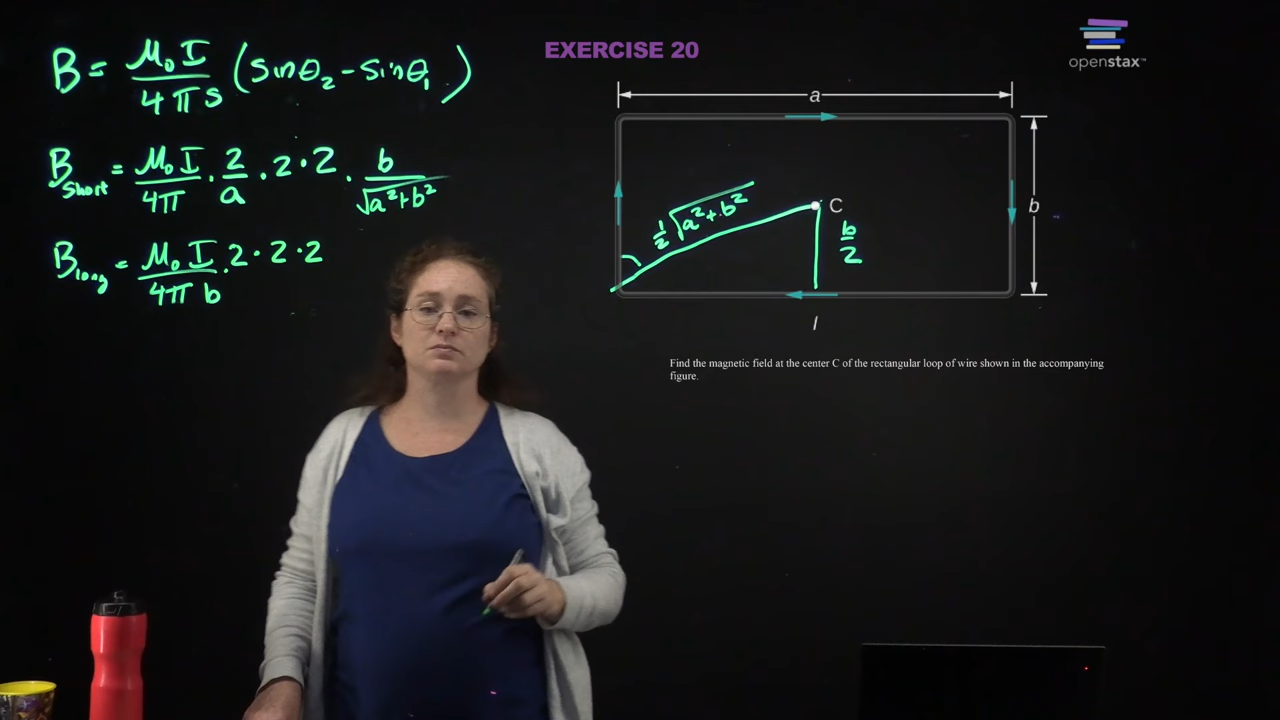 B = μ₀I / 4πs (sinθ₂ - sinθ₁)
B_short = μ₀I / 4π · 2/a · 2 · 2 · b / √(a² + b²)
B_long = μ₀I / 4πb · 2 · 2 · 2
EXERCISE 20
openstax™
a
½√(a² + b²)
C
b
b/2
I
Find the magnetic field at the center C of the rectangular loop of wire shown in the accompanying
figure.